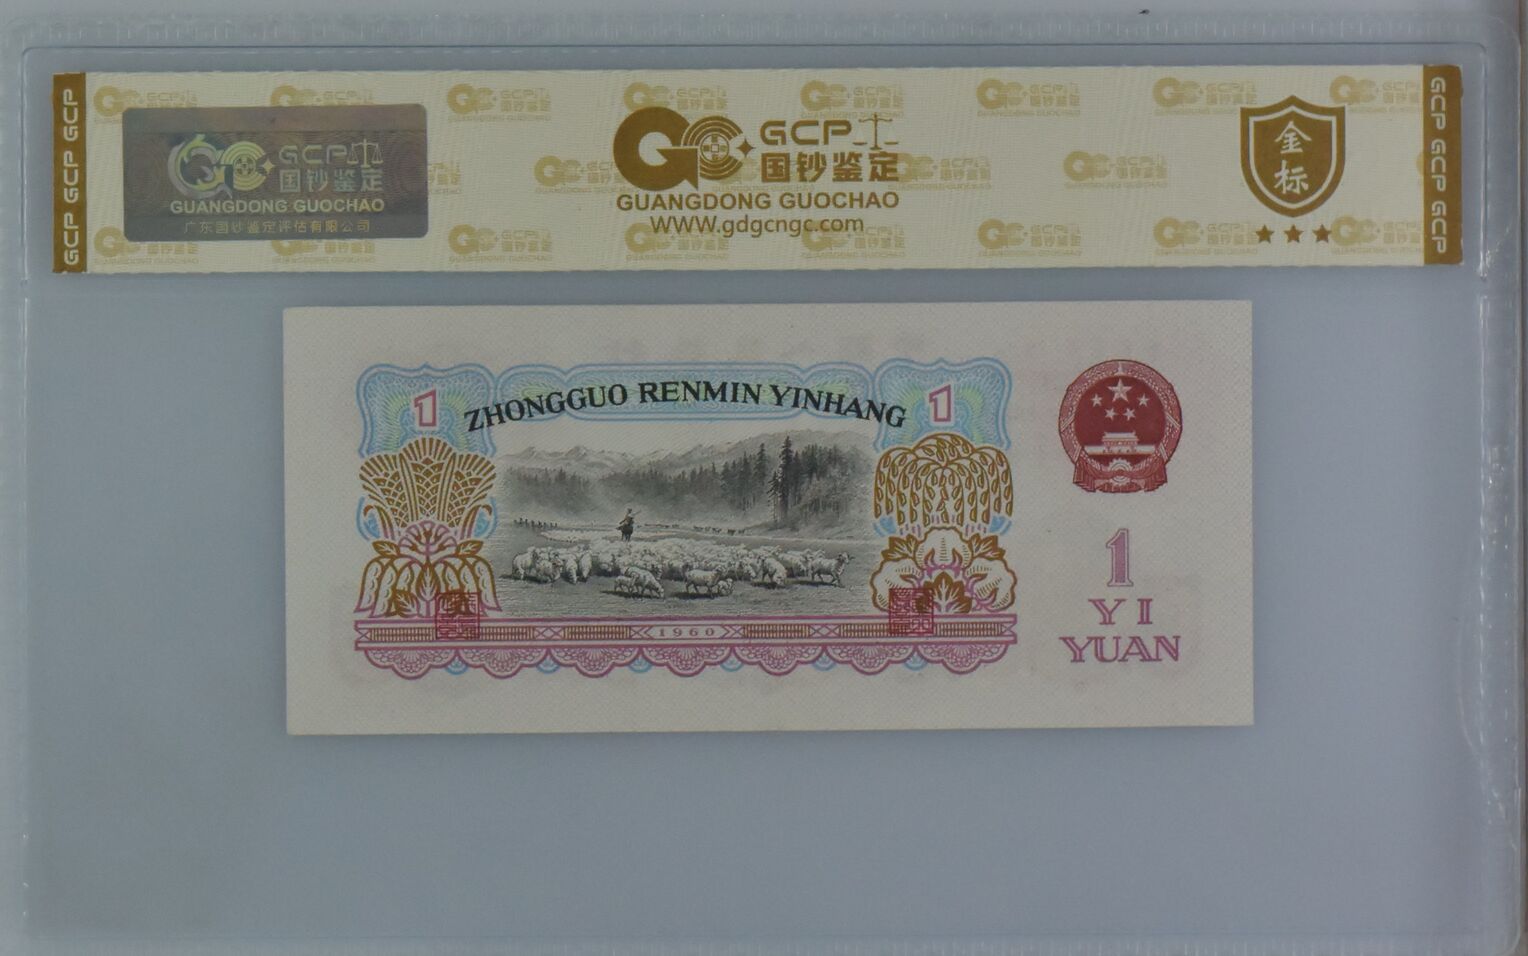 GCP GCP GCP
GCP
国钞鉴定
GUANGDONG GUOCHAO
广东国钞鉴定评估有限公司
GCP
国钞鉴定
GUANGDONG GUOCHAO
WWW.gdgcngc.com
金标
GCP GCP GCP
ZHONGGUO RENMIN YINHANG
1
1
1960
1
YI
YUAN